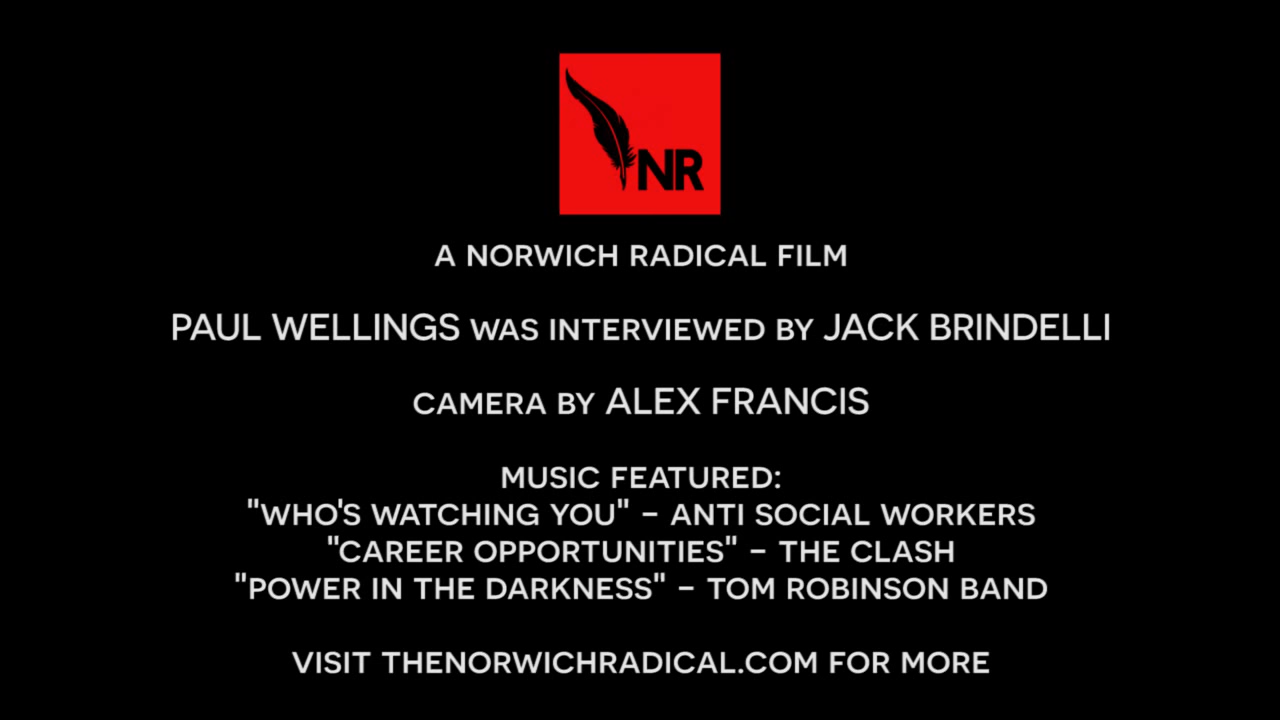 NR
A NORWICH RADICAL FILM
PAUL WELLINGS WAS INTERVIEWED BY JACK BRINDELLI
CAMERA BY ALEX FRANCIS
MUSIC FEATURED:
"WHO'S WATCHING YOU" - ANTI SOCIAL WORKERS
"CAREER OPPORTUNITIES" - THE CLASH
"POWER IN THE DARKNESS" - TOM ROBINSON BAND
VISIT THENORWICHRADICAL.COM FOR MORE